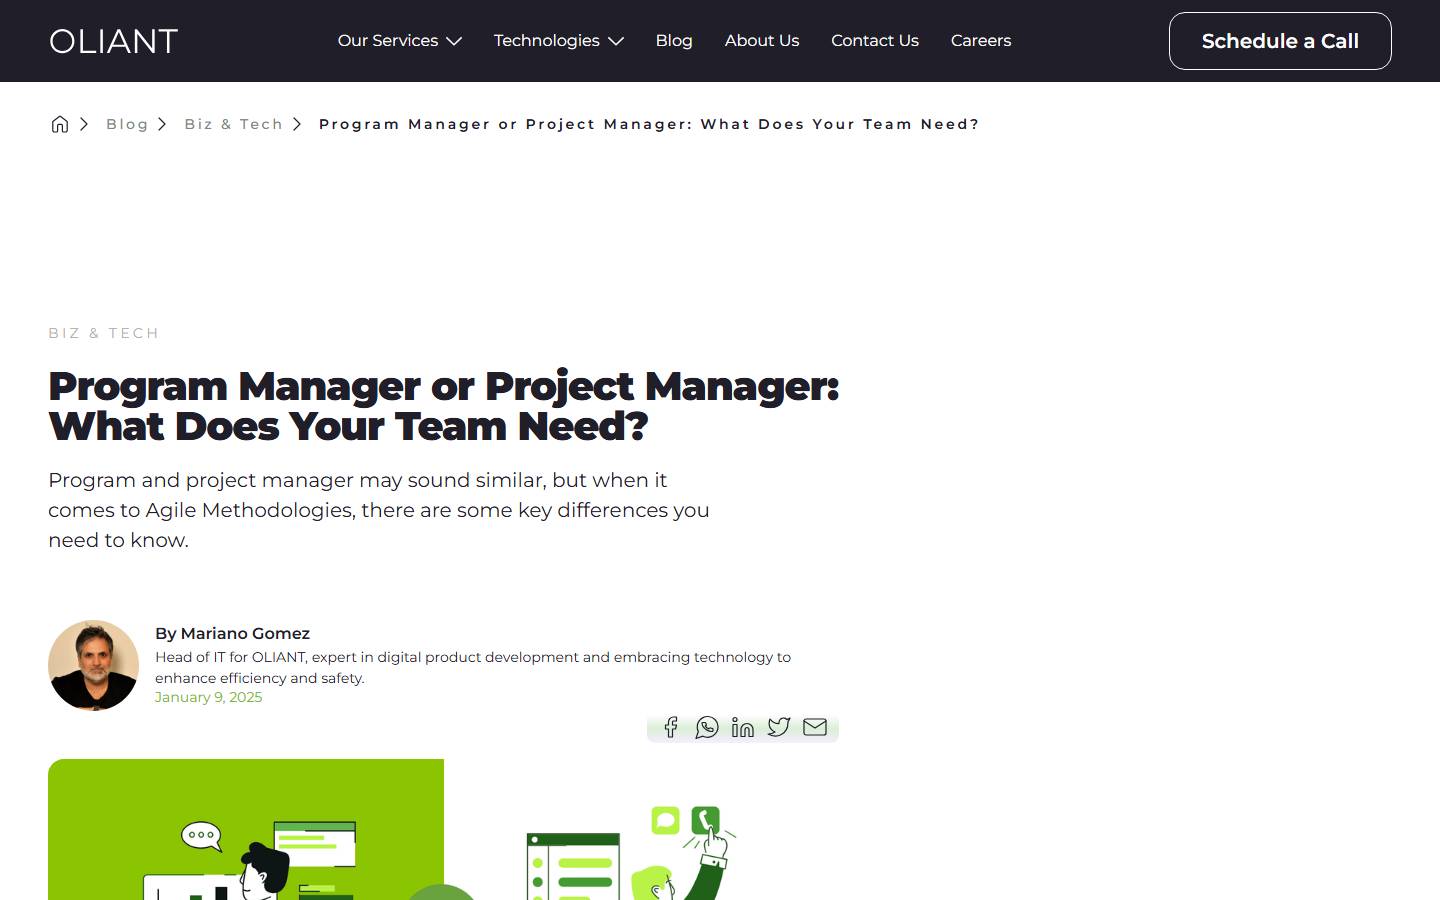 OLIANT
Our Services
Technologies
Blog
About Us
Contact Us
Careers
Schedule a Call
Blog
Biz & Tech
Program Manager or Project Manager: What Does Your Team Need?
BIZ & TECH
Program Manager or Project Manager:
What Does Your Team Need?
Program and project manager may sound similar, but when it
comes to Agile Methodologies, there are some key differences you
need to know.
By Mariano Gomez
Head of IT for OLIANT, expert in digital product development and embracing technology to
enhance efficiency and safety.
January 9, 2025